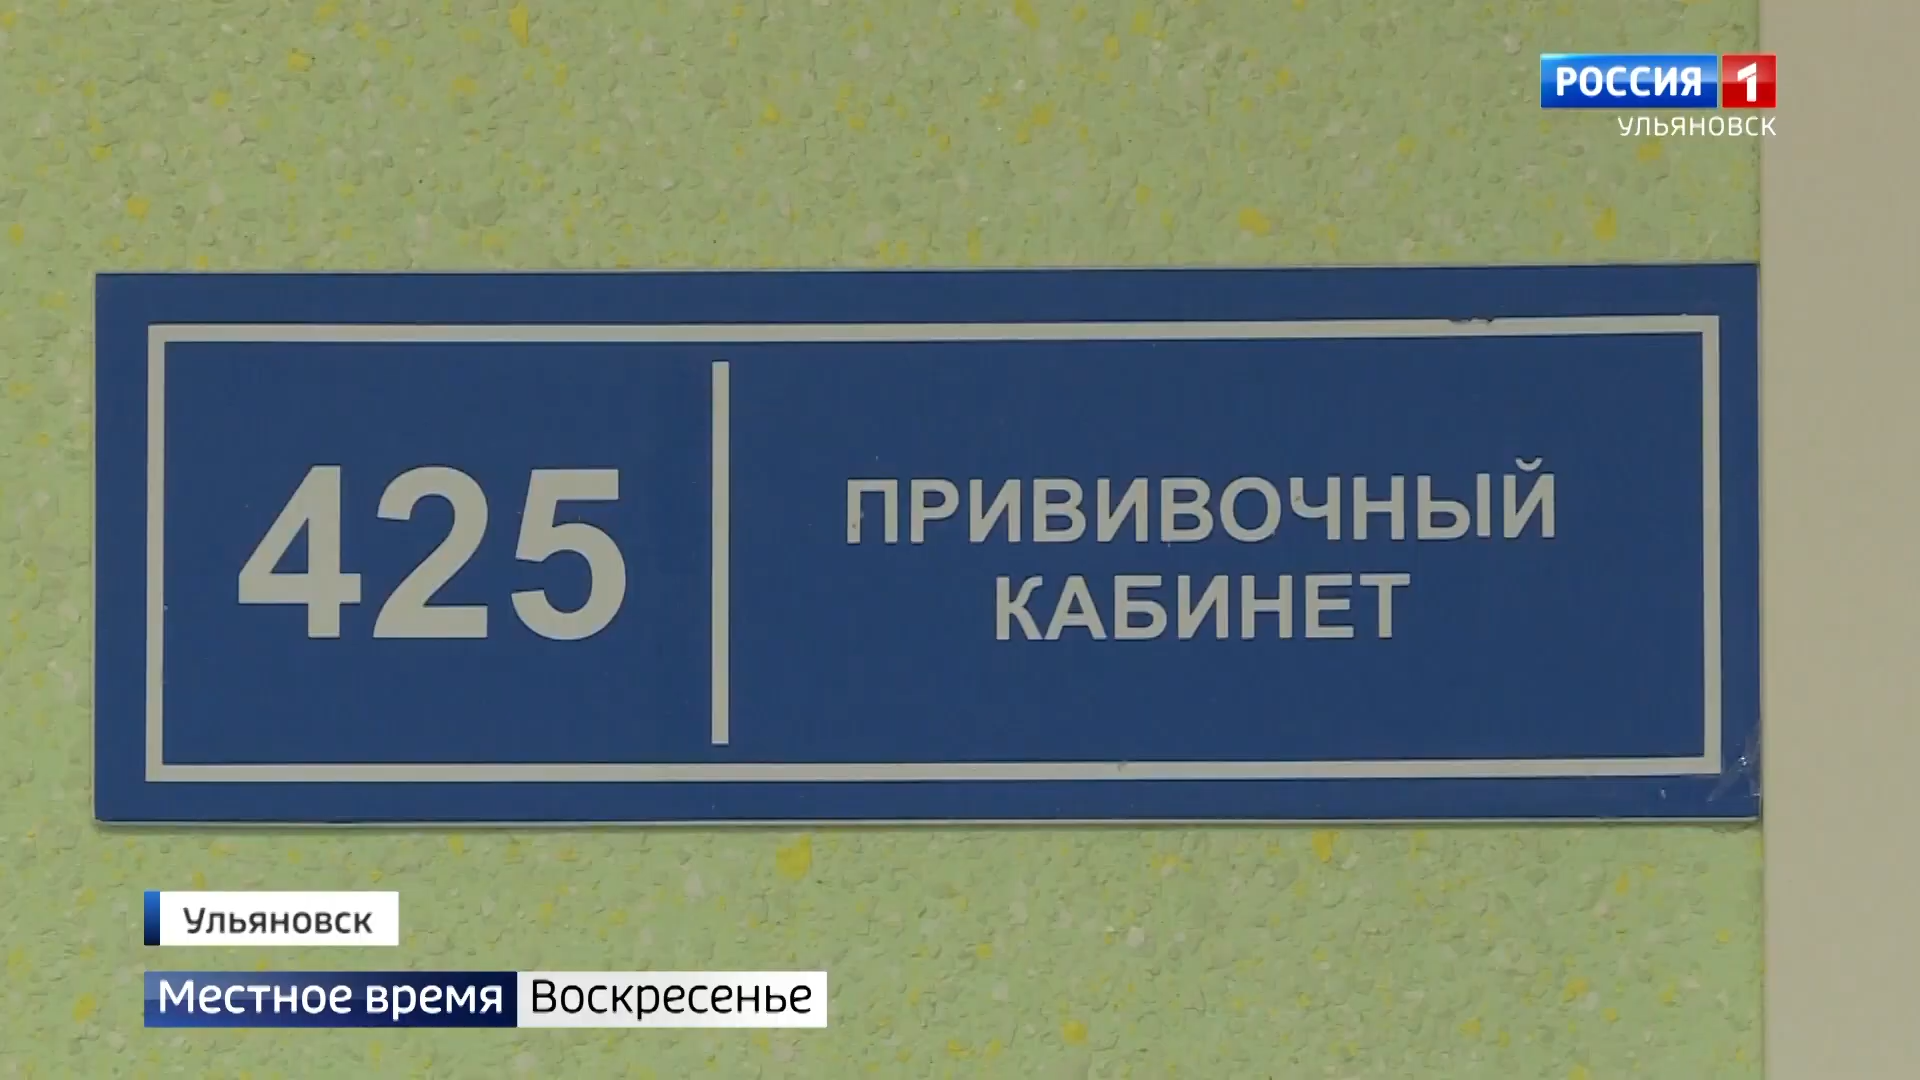 РОССИЯ 1
УЛЬЯНОВСК
425
ПРИВИВОЧНЫЙ
КАБИНЕТ
Ульяновск
Местное время Воскресенье